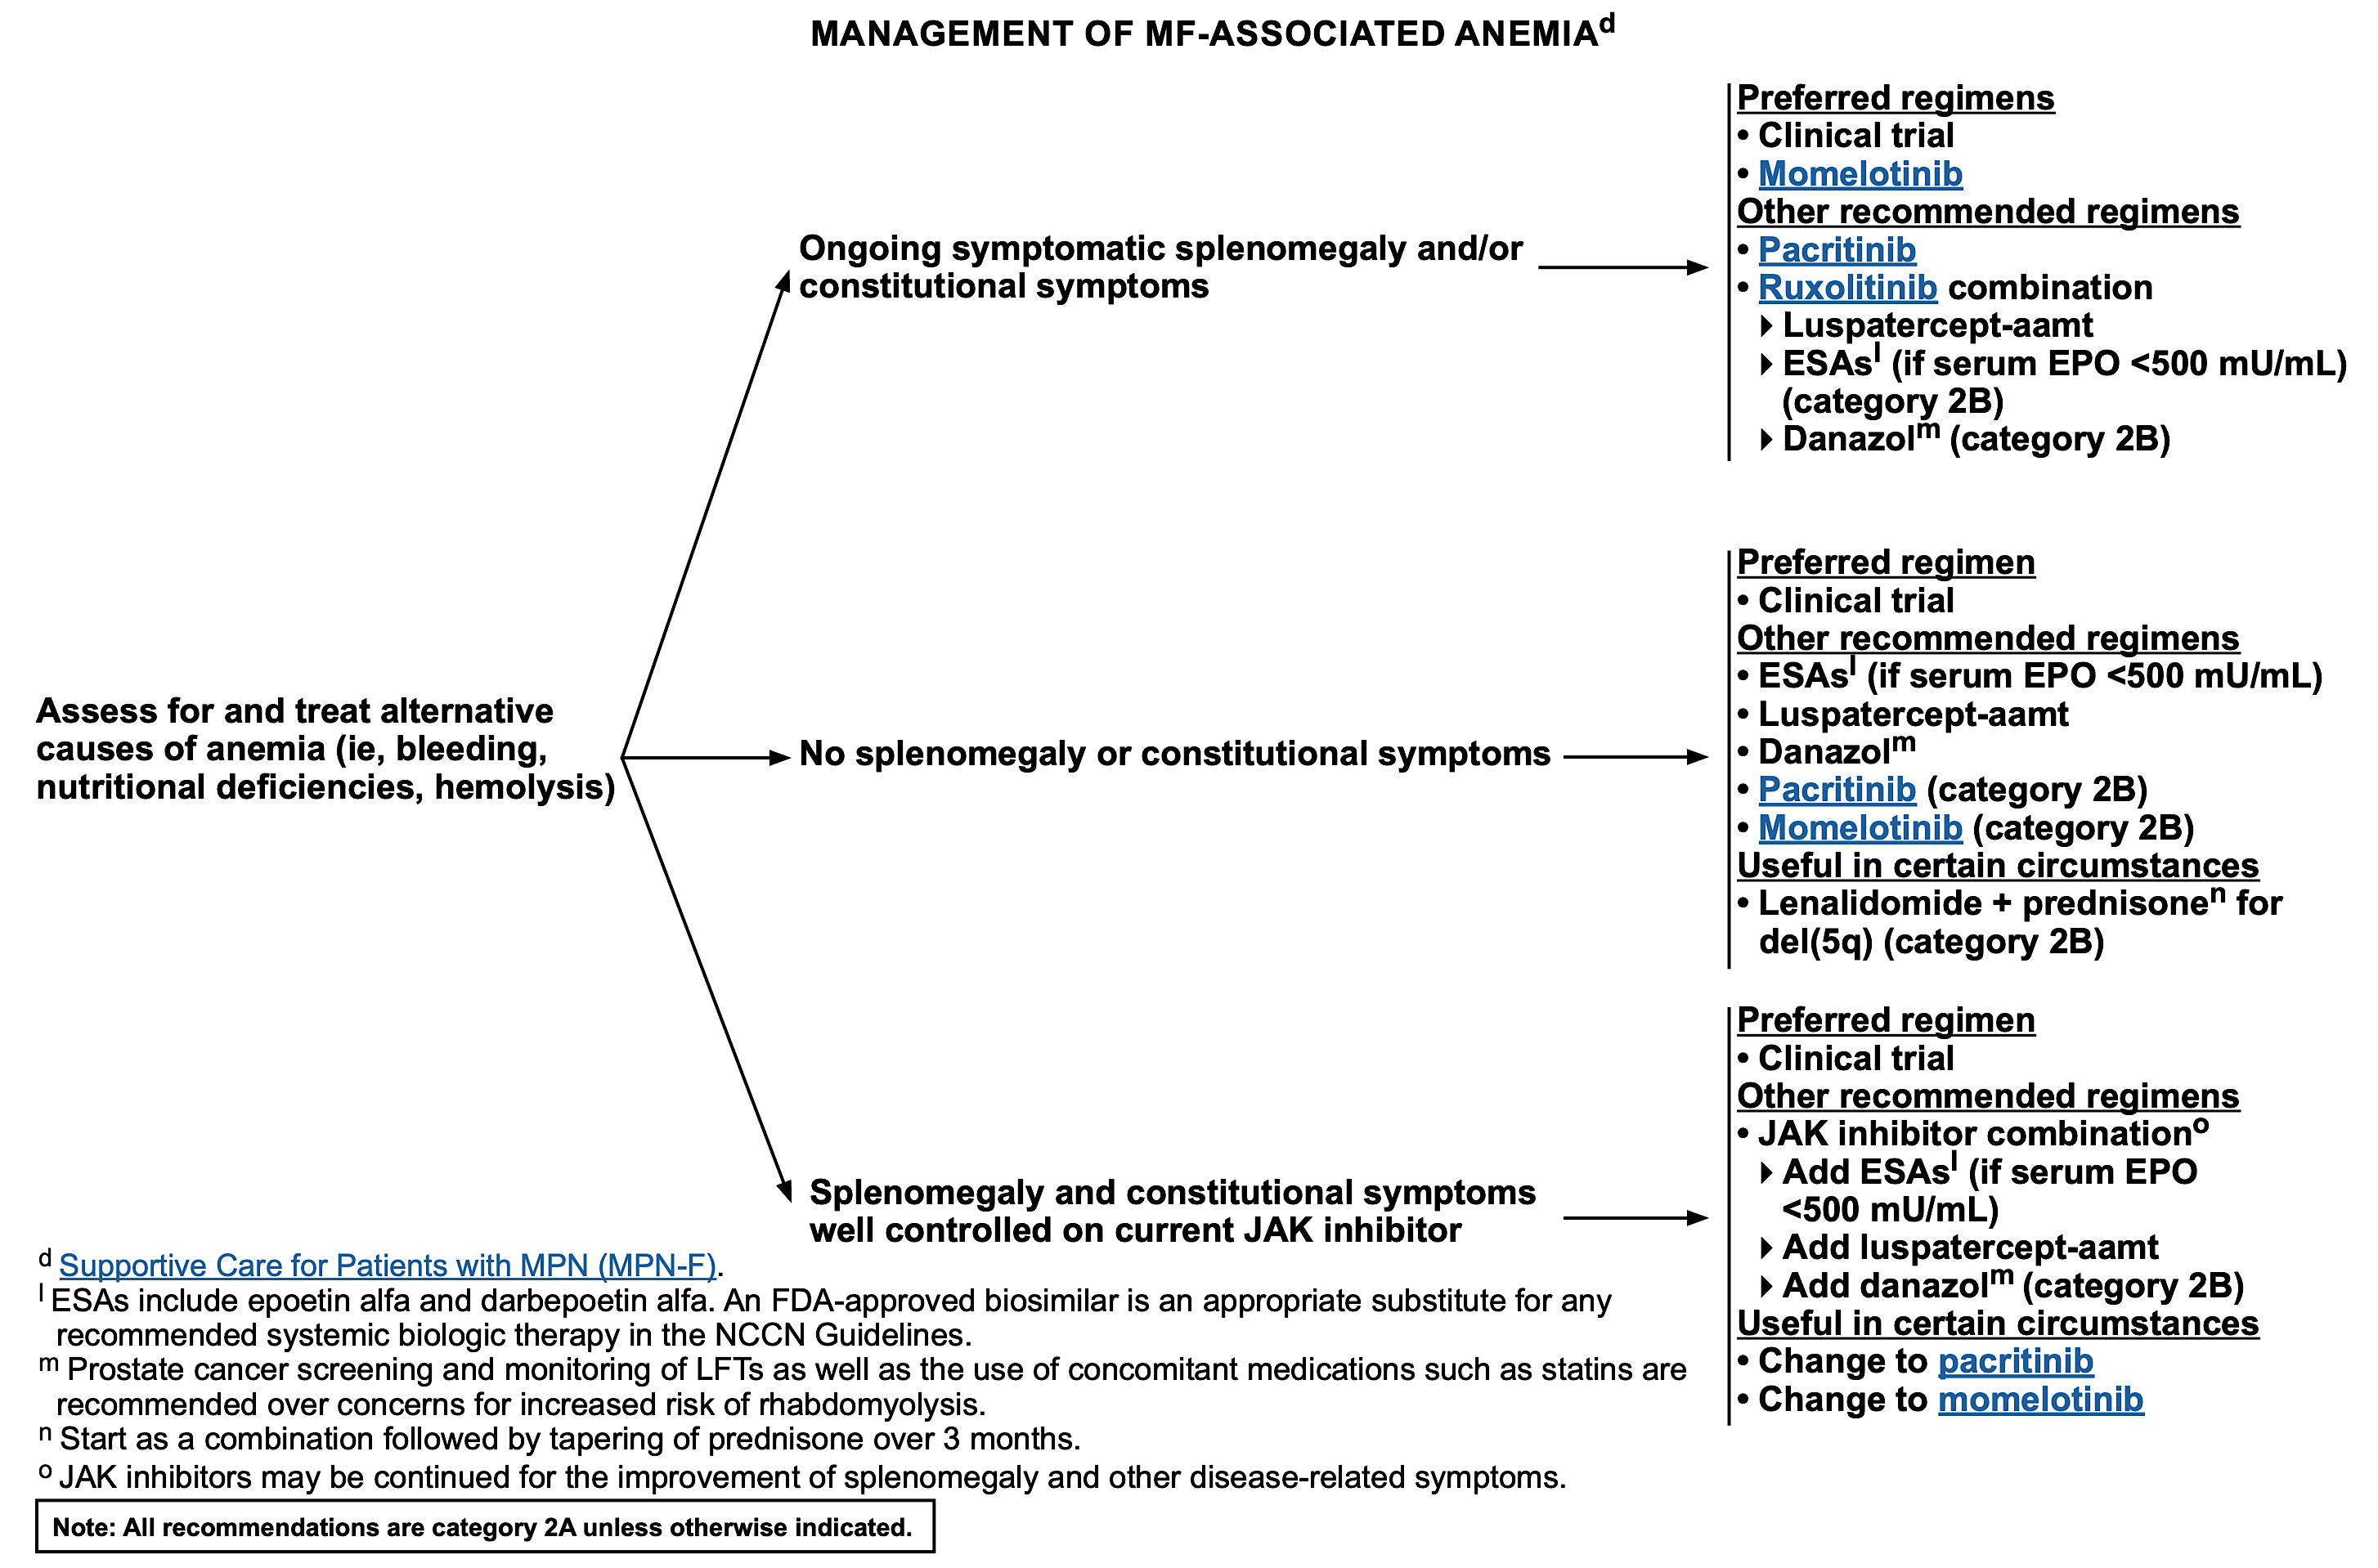 MANAGEMENT OF MF-ASSOCIATED ANEMIAᵈ
Assess for and treat alternative
causes of anemia (ie, bleeding,
nutritional deficiencies, hemolysis)
Ongoing symptomatic splenomegaly and/or
constitutional symptoms
Preferred regimens
• Clinical trial
• Momelotinib
Other recommended regimens
• Pacritinib
• Ruxolitinib combination
‣ Luspatercept-aamt
‣ ESAsˡ (if serum EPO <500 mU/mL)
(category 2B)
‣ Danazolᵐ (category 2B)
No splenomegaly or constitutional symptoms
Preferred regimen
• Clinical trial
Other recommended regimens
• ESAsˡ (if serum EPO <500 mU/mL)
• Luspatercept-aamt
• Danazolᵐ
• Pacritinib (category 2B)
• Momelotinib (category 2B)
Useful in certain circumstances
• Lenalidomide + prednisoneⁿ for
del(5q) (category 2B)
Splenomegaly and constitutional symptoms
well controlled on current JAK inhibitor
Preferred regimen
• Clinical trial
Other recommended regimens
• JAK inhibitor combinationᵒ
‣ Add ESAsˡ (if serum EPO
<500 mU/mL)
‣ Add luspatercept-aamt
‣ Add danazolᵐ (category 2B)
Useful in certain circumstances
• Change to pacritinib
• Change to momelotinib
ᵈ Supportive Care for Patients with MPN (MPN-F).
ˡ ESAs include epoetin alfa and darbepoetin alfa. An FDA-approved biosimilar is an appropriate substitute for any
recommended systemic biologic therapy in the NCCN Guidelines.
ᵐ Prostate cancer screening and monitoring of LFTs as well as the use of concomitant medications such as statins are
recommended over concerns for increased risk of rhabdomyolysis.
ⁿ Start as a combination followed by tapering of prednisone over 3 months.
ᵒ JAK inhibitors may be continued for the improvement of splenomegaly and other disease-related symptoms.
Note: All recommendations are category 2A unless otherwise indicated.